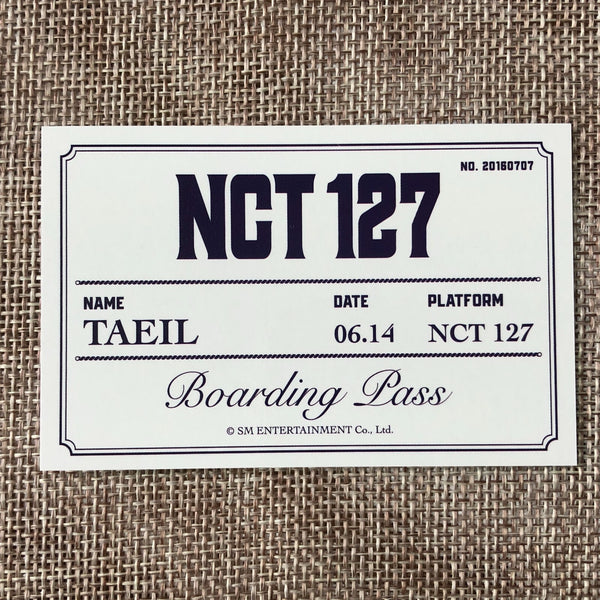 NO. 20160707
NCT 127
NAME DATE PLATFORM
TAEIL 06.14 NCT 127
Boarding Pass
© SM ENTERTAINMENT Co., Ltd.